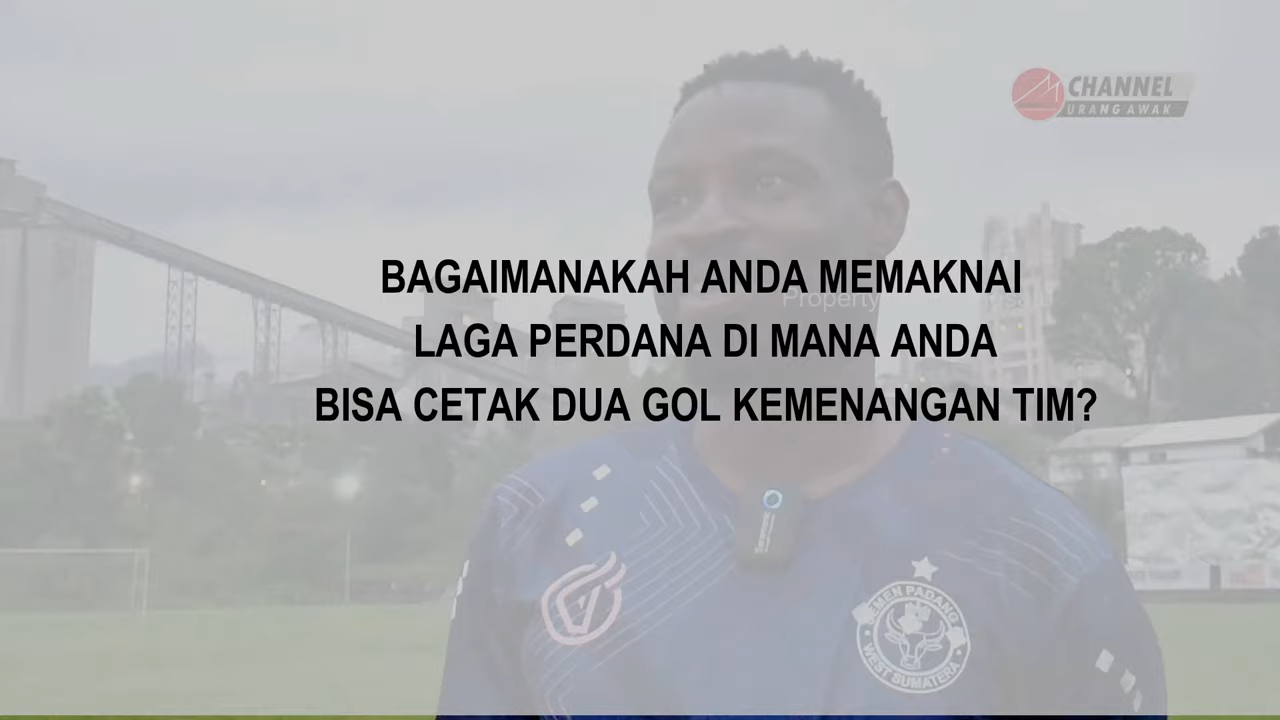 CHANNEL
URANG AWAK
BAGAIMANAKAH ANDA MEMAKNAI
Property
LAGA PERDANA DI MANA ANDA
BISA CETAK DUA GOL KEMENANGAN TIM?
SEMEN PADANG
WEST SUMATERA